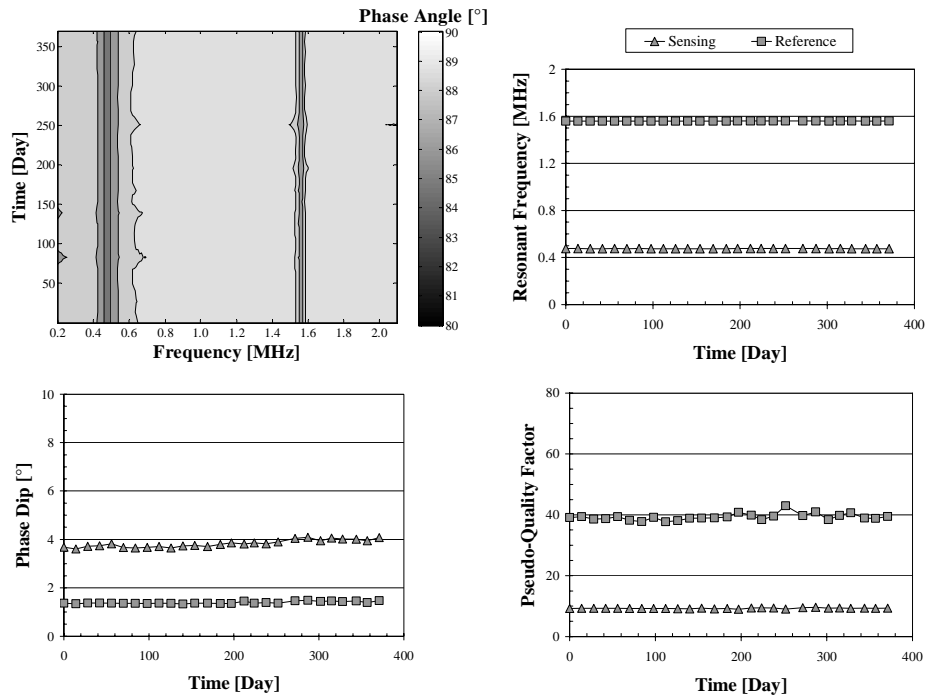 Phase Angle [°]
350
300
250
200
150
100
50
Time [Day]
0.2 0.4 0.6 0.8 1.0 1.2 1.4 1.6 1.8 2.0
Frequency [MHz]
90
89
88
87
86
85
84
83
82
81
80
Sensing Reference
2
1.6
1.2
0.8
0.4
0
Resonant Frequency [MHz]
0 100 200 300 400
Time [Day]
10
8
6
4
2
0
Phase Dip [°]
0 100 200 300 400
Time [Day]
80
60
40
20
0
Pseudo-Quality Factor
0 100 200 300 400
Time [Day]